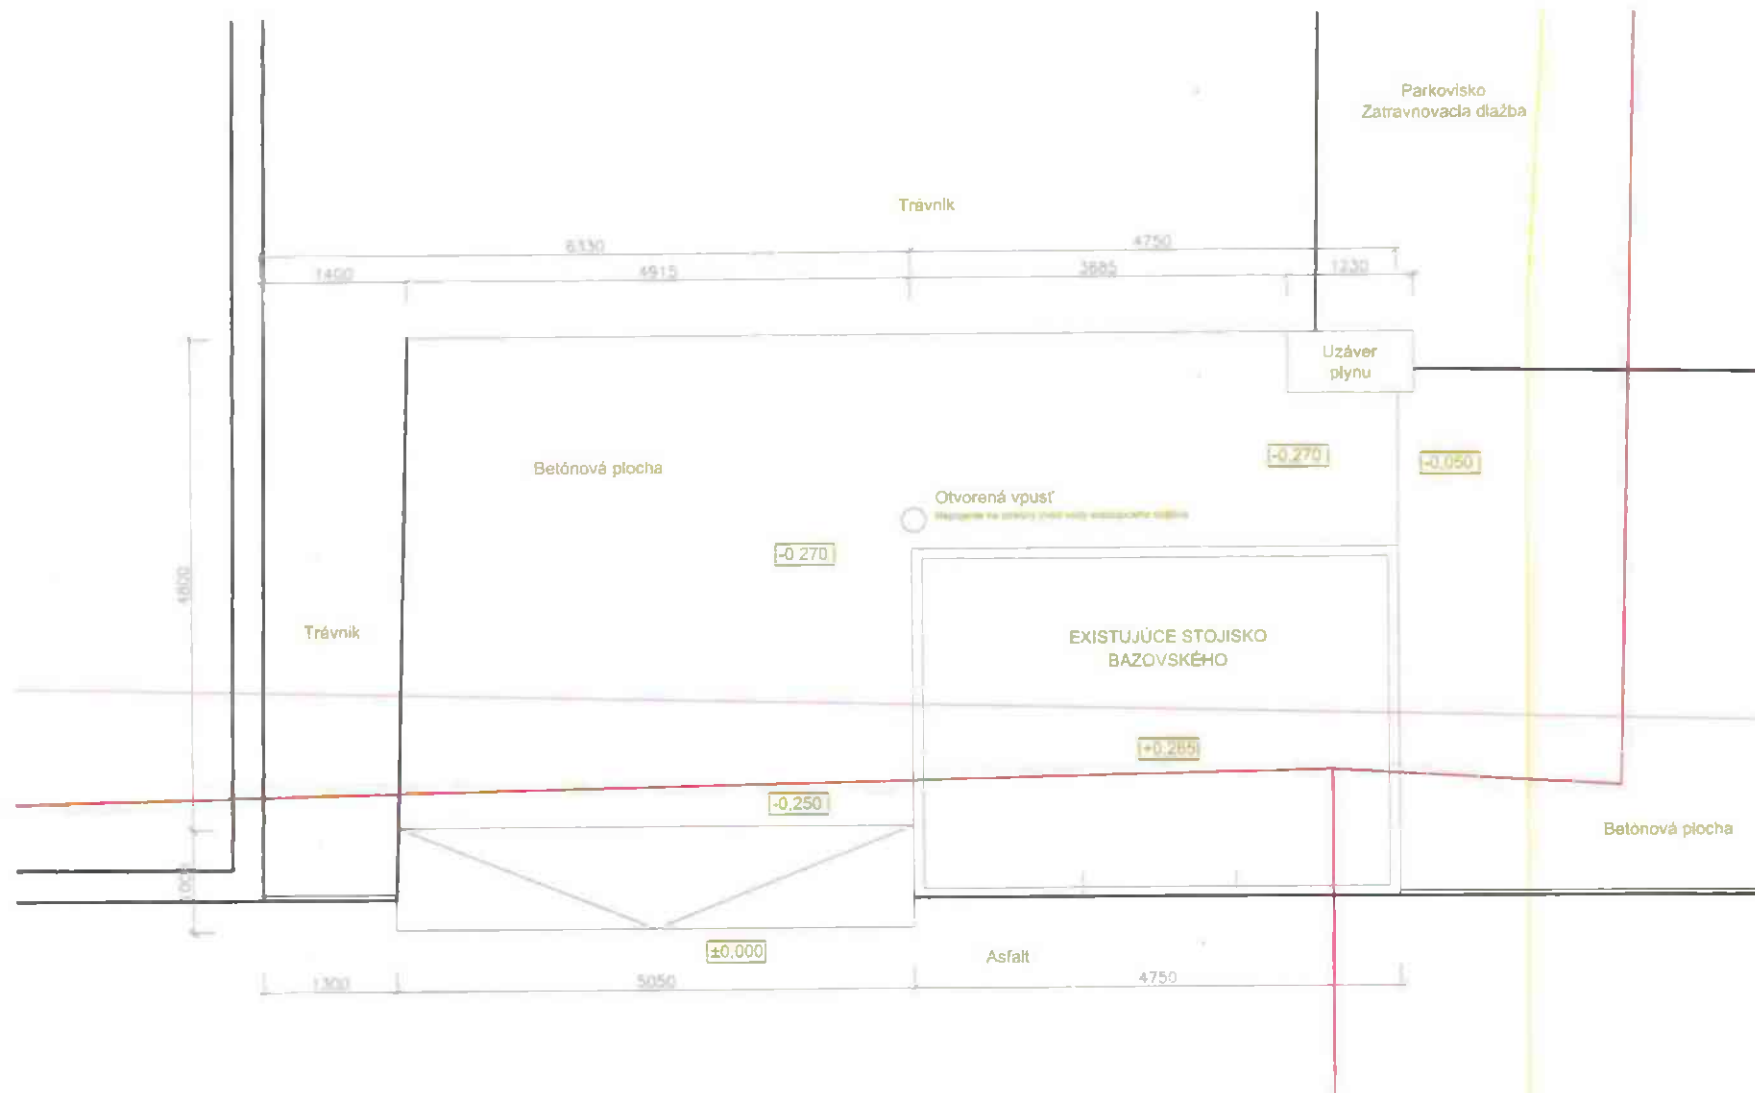 Parkovisko
Zatravnovacia dlažba
Trávnik
6330
4750
1400
4915
3685
1230
Uzáver
plynu
Betónová plocha
-0,270
-0,050
Otvorená vpusť
-0,270
4800
Trávnik
EXISTUJÚCE STOJISKO
BAZOVSKÉHO
+0,265
-0,250
Betónová plocha
±0,000
Asfalt
1300
5050
4750